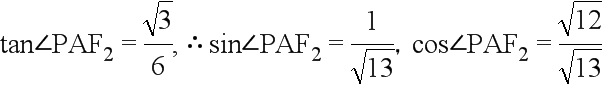 tan∠PAF₂ = √3/6, ∴ sin∠PAF₂ = 1/√13, cos∠PAF₂ = √12/√13